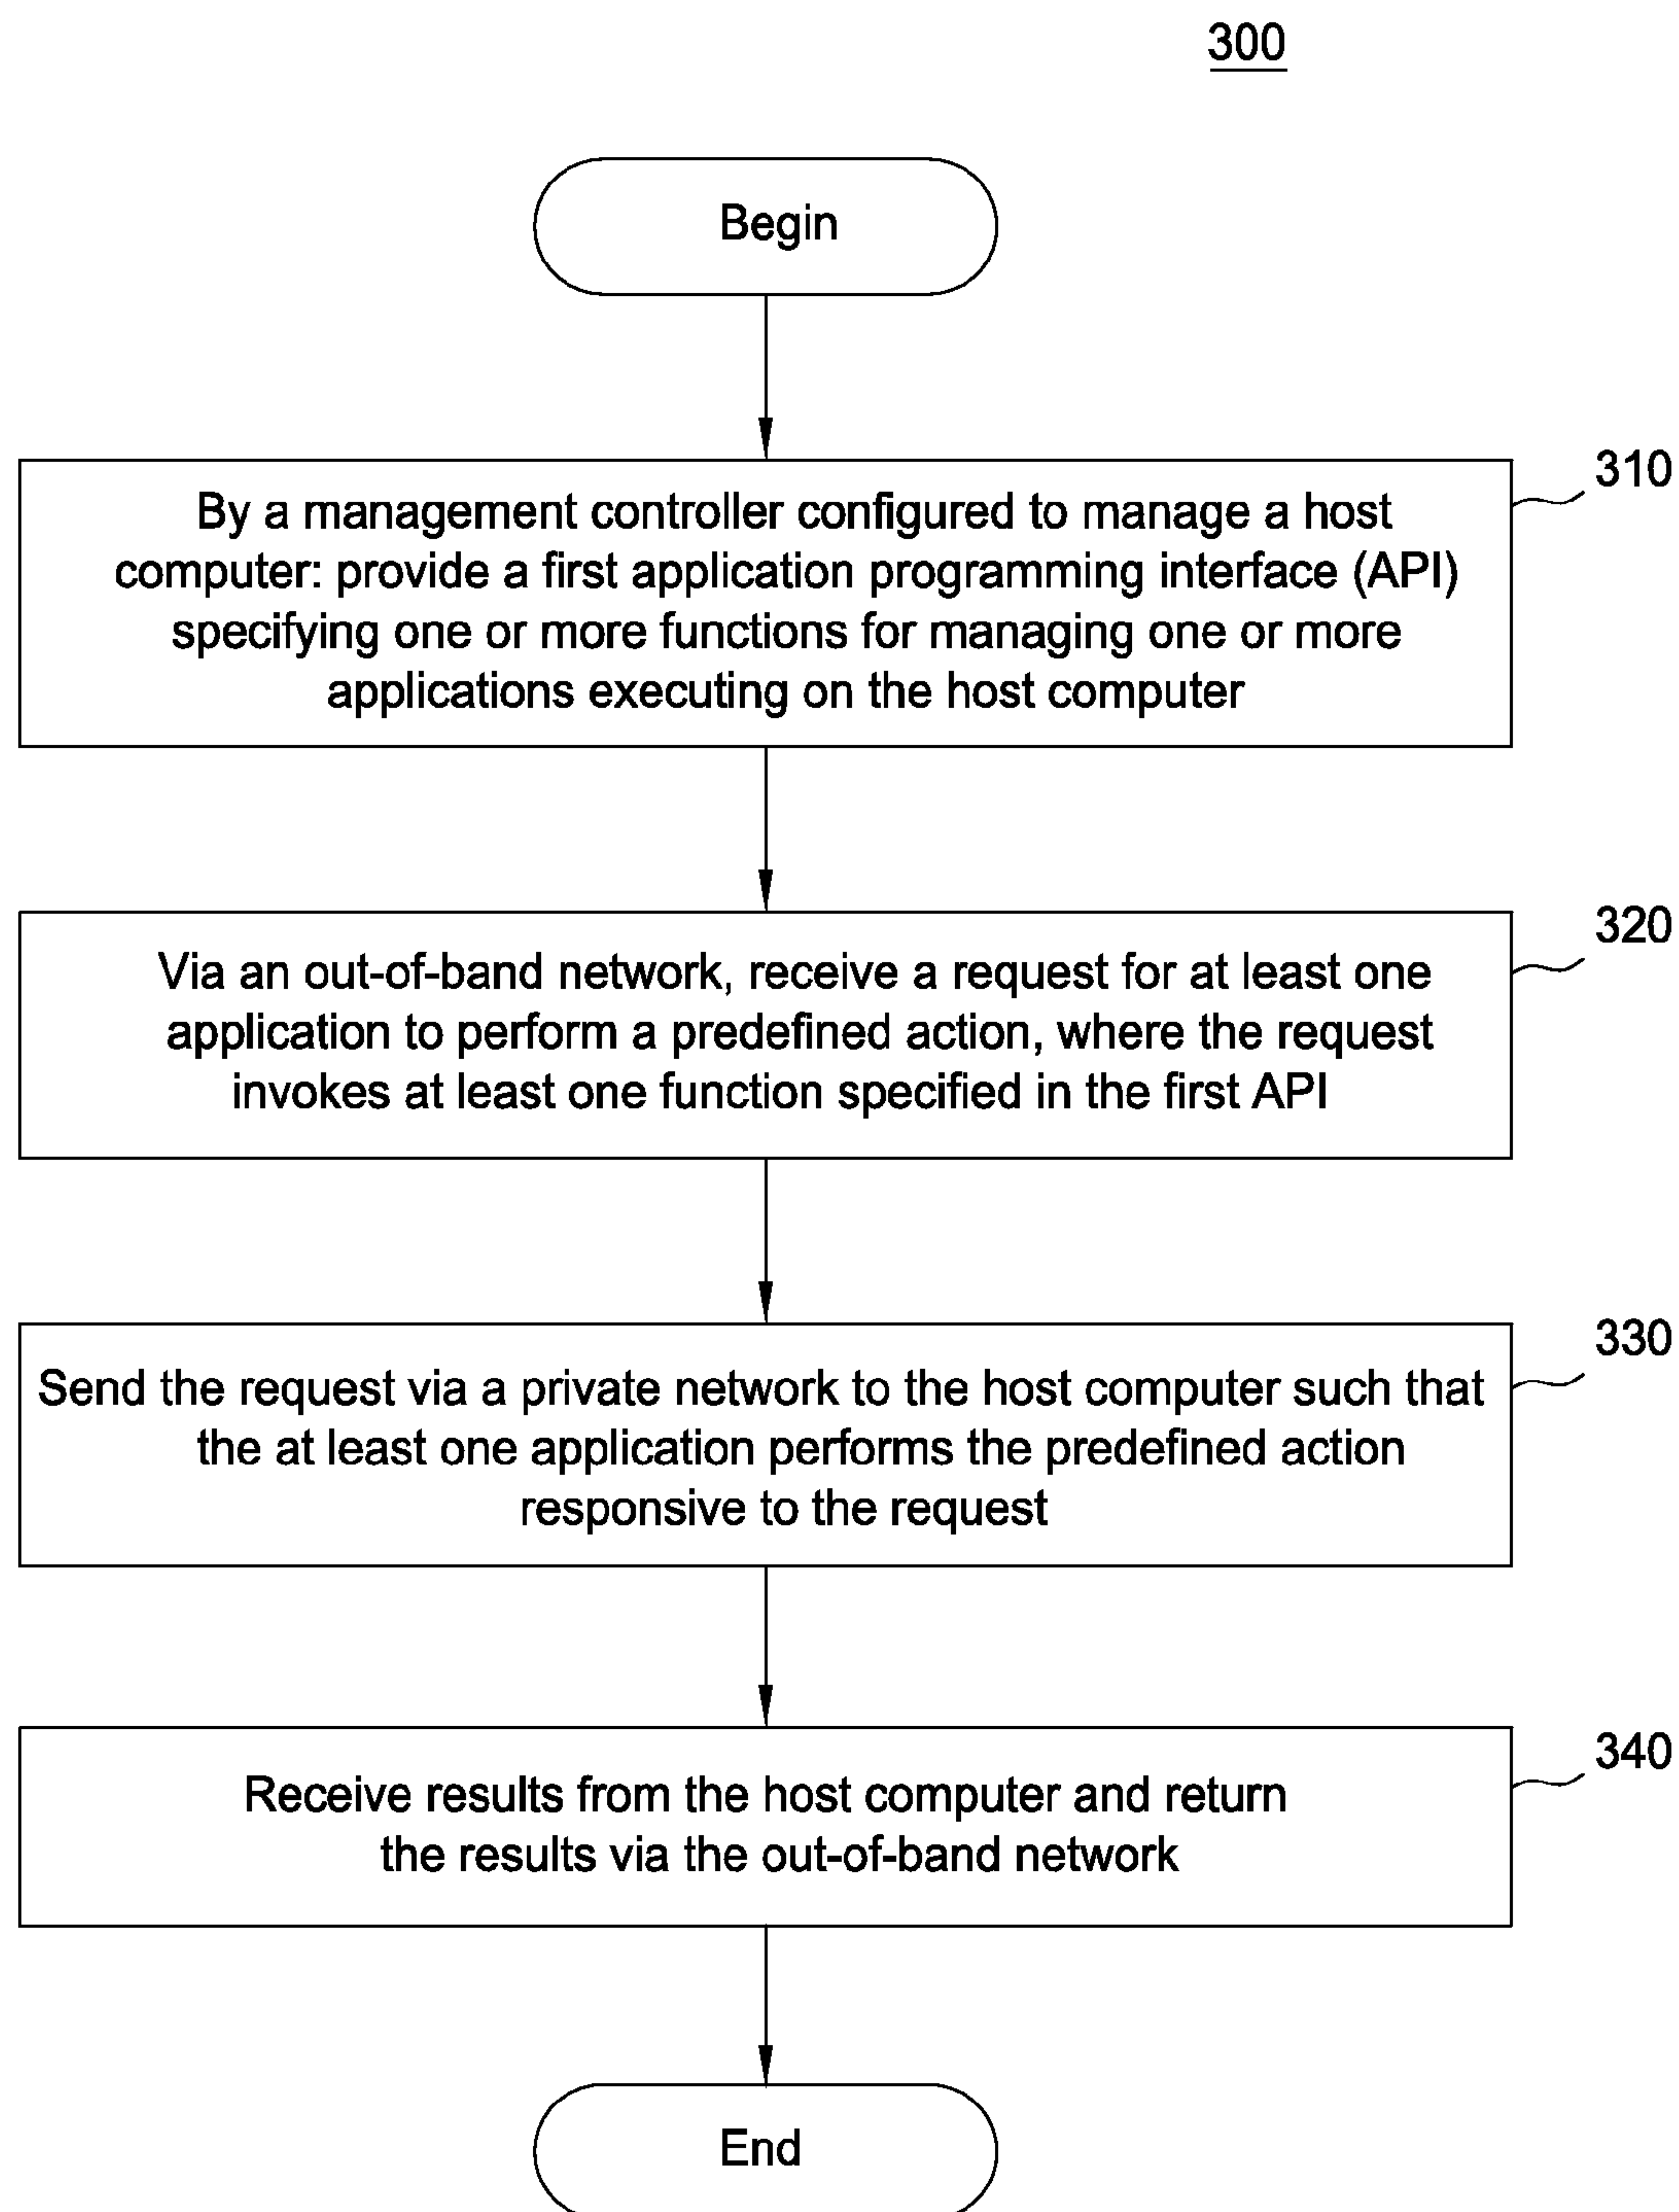 300
Begin
310
By a management controller configured to manage a host
computer: provide a first application programming interface (API)
specifying one or more functions for managing one or more
applications executing on the host computer
320
Via an out-of-band network, receive a request for at least one
application to perform a predefined action, where the request
invokes at least one function specified in the first API
330
Send the request via a private network to the host computer such that
the at least one application performs the predefined action
responsive to the request
340
Receive results from the host computer and return
the results via the out-of-band network
End